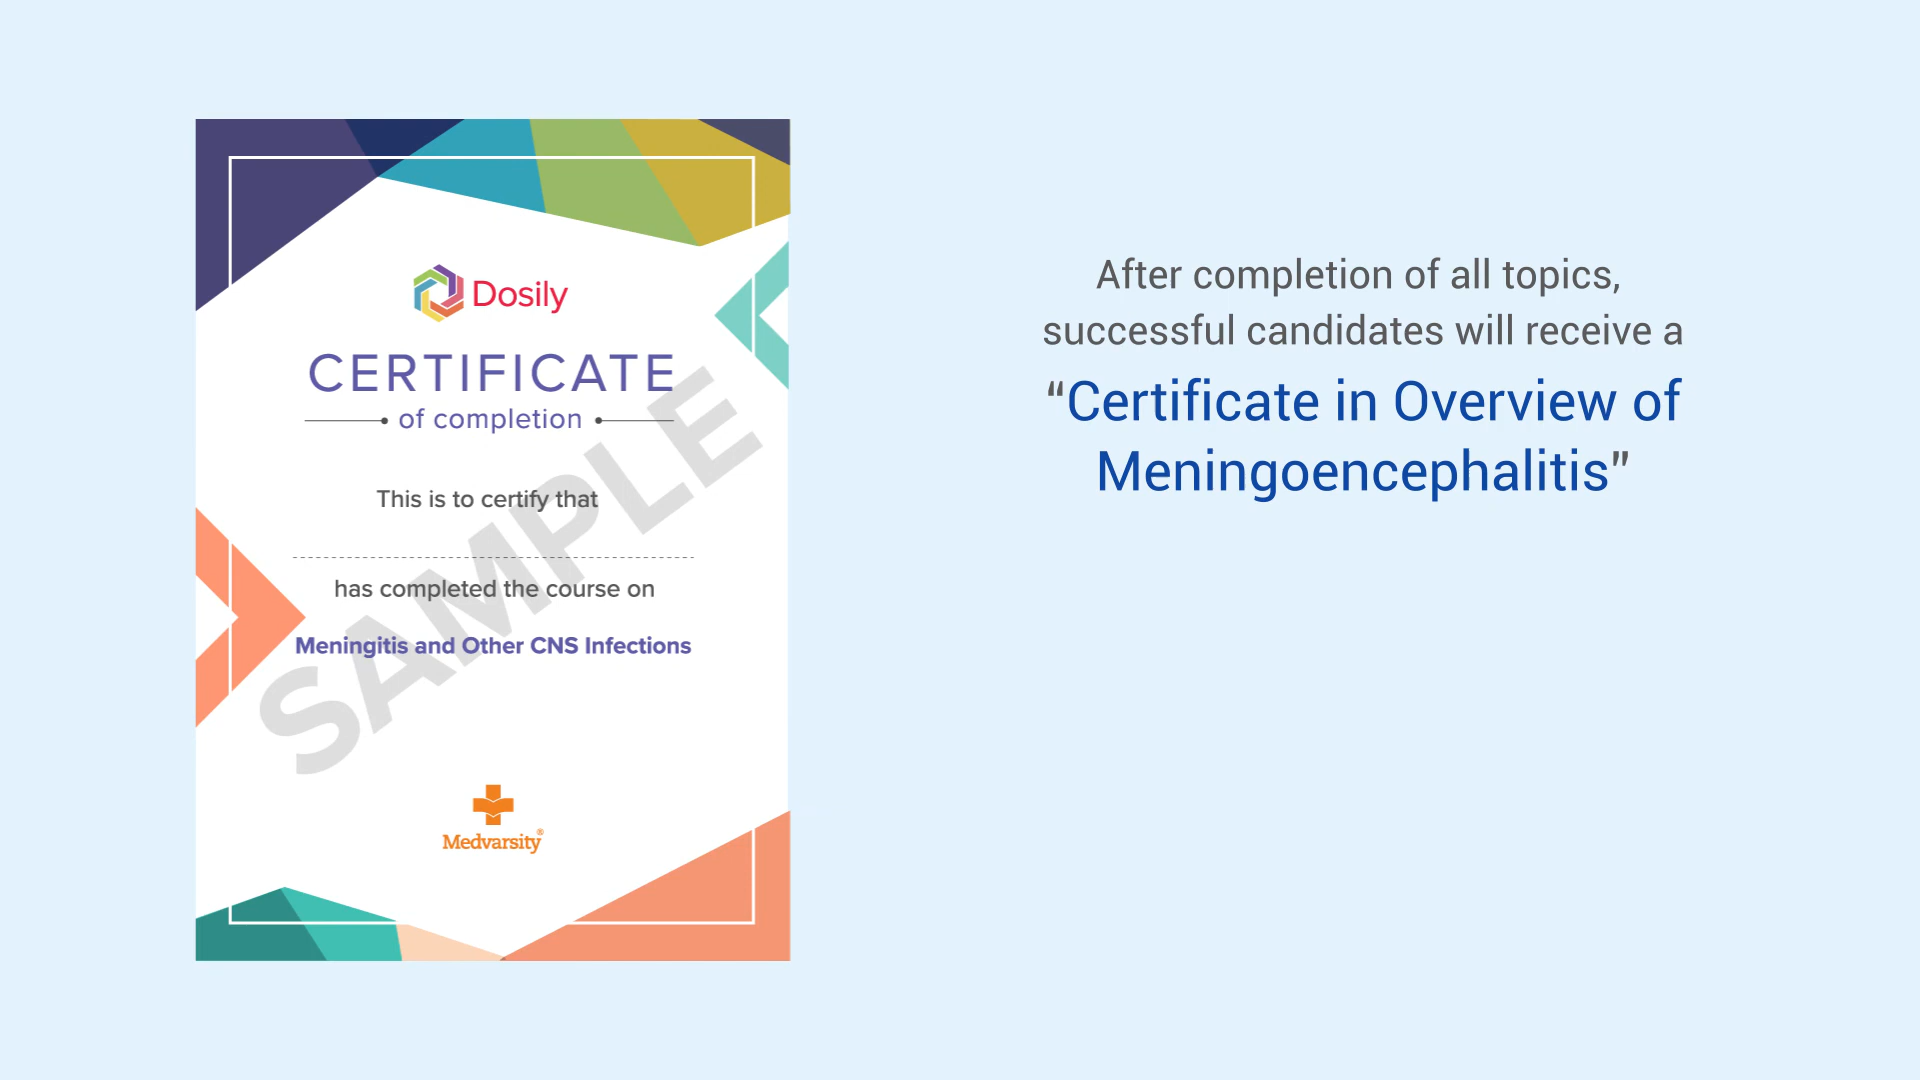 Dosily
CERTIFICATE
of completion
This is to certify that
has completed the course on
Meningitis and Other CNS Infections
SAMPLE
Medvarsity®
After completion of all topics,
successful candidates will receive a
“Certificate in Overview of
Meningoencephalitis”